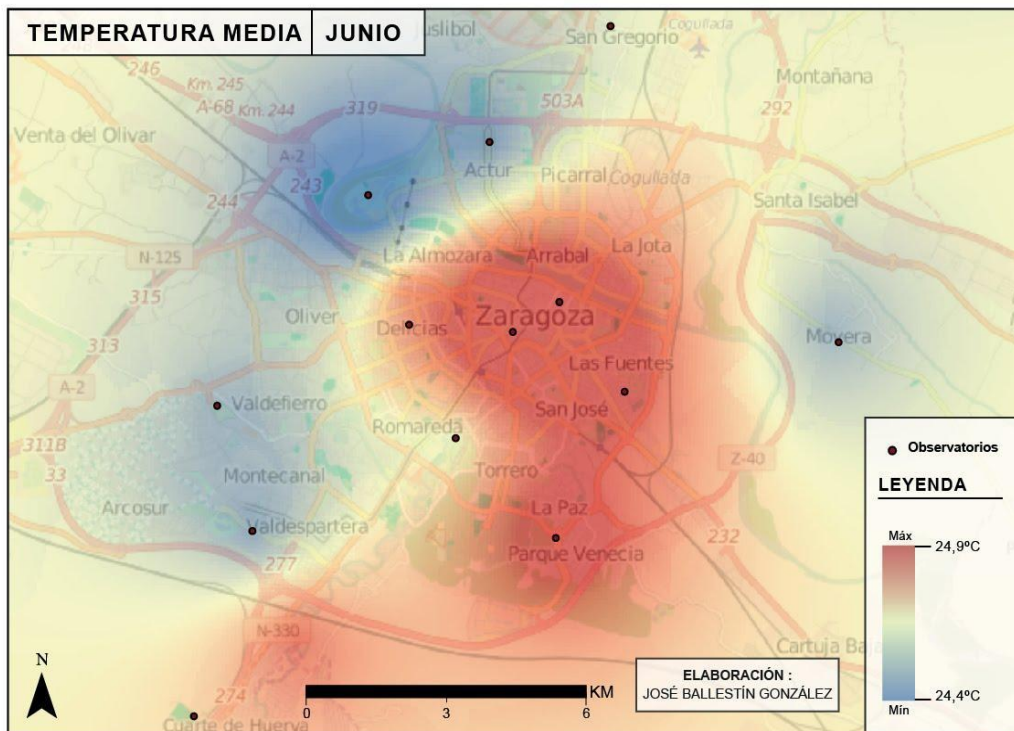 TEMPERATURA MEDIA JUNIO
Juslibol
San Gregorio
Cogullada
246
Km. 245
A-68 Km. 244
319
503A
Montañana
292
Venta del Olivar
A-2
243
Actur
Picarral
Cogullada
244
Santa Isabel
N-125
La Almozara
Arrabal
La Jota
315
Oliver
Delicias
Zaragoza
Movera
313
Las Fuentes
A-2
Valdefierro
San José
311B
Romareda
33
Montecanal
Torrero
Z-40
Arcosur
Valdespartera
La Paz
232
277
Parque Venecia
N-330
Cartuja Baja
274
Cuarte de Huerva
Observatorios
LEYENDA
Máx
24,9ºC
24,4ºC
Mín
N
KM
0 3 6
ELABORACIÓN :
JOSÉ BALLESTÍN GONZÁLEZ